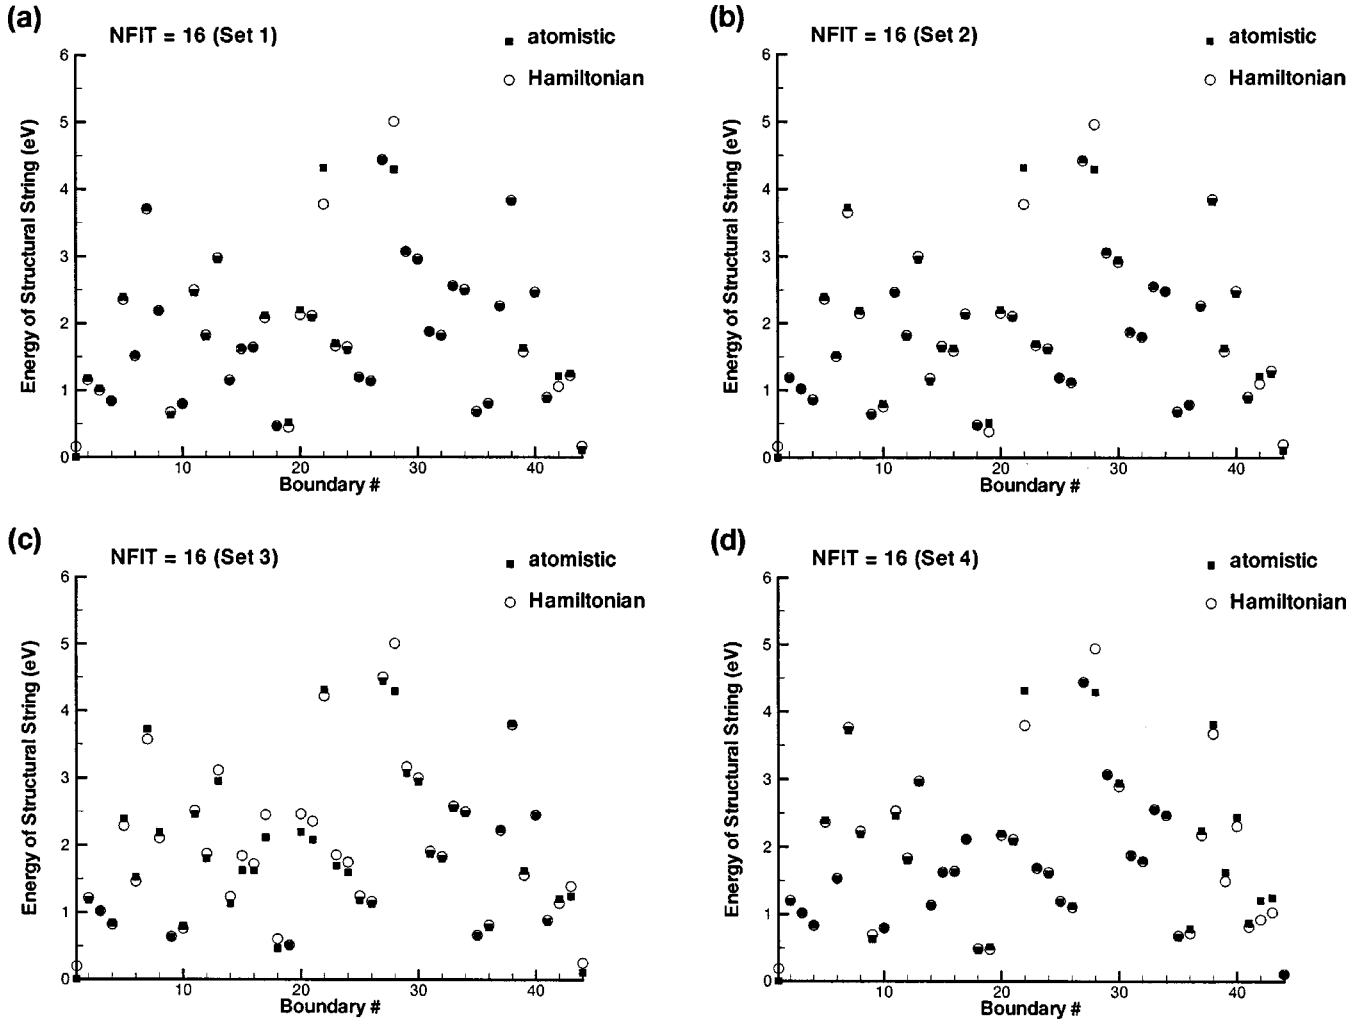 (a)
NFIT = 16 (Set 1)
atomistic
Hamiltonian
Energy of Structural String (eV)
6
5
4
3
2
1
0
10
20
30
40
Boundary #
(b)
NFIT = 16 (Set 2)
atomistic
Hamiltonian
Energy of Structural String (eV)
6
5
4
3
2
1
0
10
20
30
40
Boundary #
(c)
NFIT = 16 (Set 3)
atomistic
Hamiltonian
Energy of Structural String (eV)
6
5
4
3
2
1
0
10
20
30
40
Boundary #
(d)
NFIT = 16 (Set 4)
atomistic
Hamiltonian
Energy of Structural String (eV)
6
5
4
3
2
1
0
10
20
30
40
Boundary #